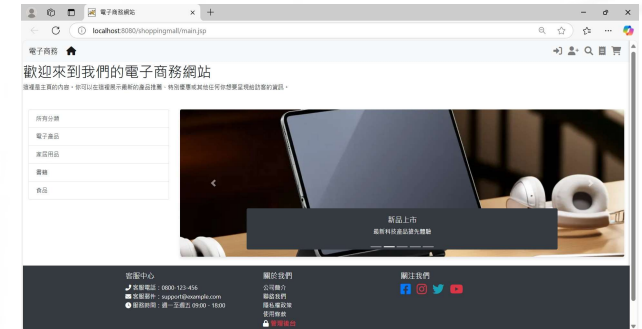 電子商務網站
localhost:8080/shoppingmall/main.jsp
電子商務
歡迎來到我們的電子商務網站
這裡是主頁的內容。你可以在這裡展示最新的產品推薦、特別優惠或其他任何你想要呈現給訪客的資訊。
所有分類
電子產品
家居用品
書籍
食品
新品上市
最新科技產品搶先體驗
客服中心
客服電話：0800-123-456
客服郵件：support@example.com
服務時間：週一至週五 09:00 - 18:00
關於我們
公司簡介
聯絡我們
隱私權政策
使用條款
管理後台
關注我們